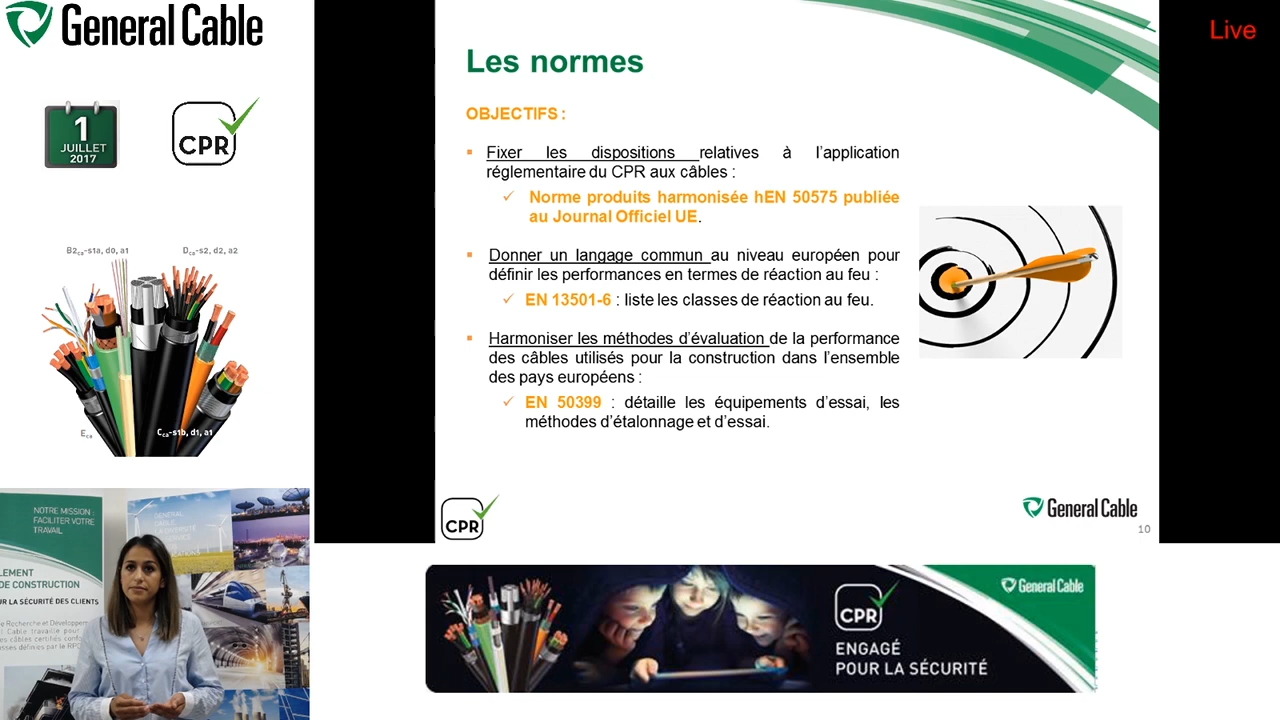 General Cable
1
JUILLET
2017
CPR
B2ca-s1a, d0, a1
Dca-s2, d2, a2
Eca
Cca-s1b, d1, a1
NOTRE MISSION :
FACILITER VOTRE
TRAVAIL
GENERAL
CABLE
LEMENT
DE CONSTRUCTION
UR LA SÉCURITÉ DES CLIENTS
Live
Les normes
OBJECTIFS :
▪ Fixer les dispositions relatives à l’application
réglementaire du CPR aux câbles :
✓ Norme produits harmonisée hEN 50575 publiée
au Journal Officiel UE.
▪ Donner un langage commun au niveau européen pour
définir les performances en termes de réaction au feu :
✓ EN 13501-6 : liste les classes de réaction au feu.
▪ Harmoniser les méthodes d’évaluation de la performance
des câbles utilisés pour la construction dans l’ensemble
des pays européens :
✓ EN 50399 : détaille les équipements d’essai, les
méthodes d’étalonnage et d’essai.
CPR
General Cable
10
CPR
ENGAGÉ
POUR LA SÉCURITÉ
General Cable